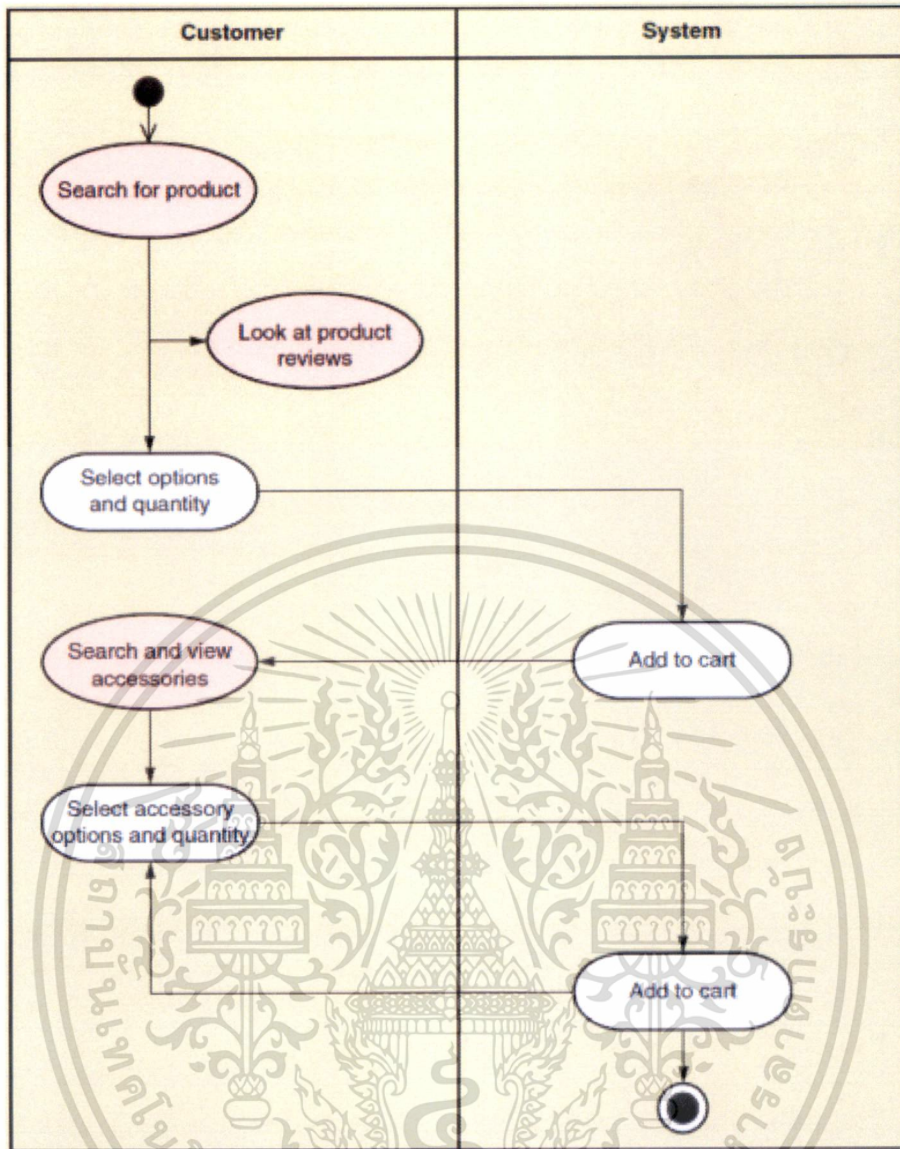 Customer
System
Search for product
Look at product
reviews
Select options
and quantity
Search and view
accessories
Add to cart
Select accessory
options and quantity
Add to cart